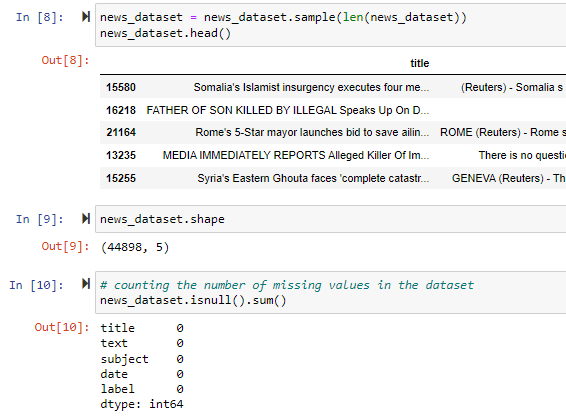 In [8]: news_dataset = news_dataset.sample(len(news_dataset))
news_dataset.head()
Out[8]:
title
15580 Somalia's Islamist insurgency executes four me... (Reuters) - Somalia s
16218 FATHER OF SON KILLED BY ILLEGAL Speaks Up On D...
21164 Rome's 5-Star mayor launches bid to save ailin... ROME (Reuters) - Rome s
13235 MEDIA IMMEDIATELY REPORTS Alleged Killer Of Im... There is no questi
15255 Syria's Eastern Ghouta faces 'complete catastr... GENEVA (Reuters) - Th
In [9]: news_dataset.shape
Out[9]: (44898, 5)
In [10]: # counting the number of missing values in the dataset
news_dataset.isnull().sum()
Out[10]: title 0
text 0
subject 0
date 0
label 0
dtype: int64